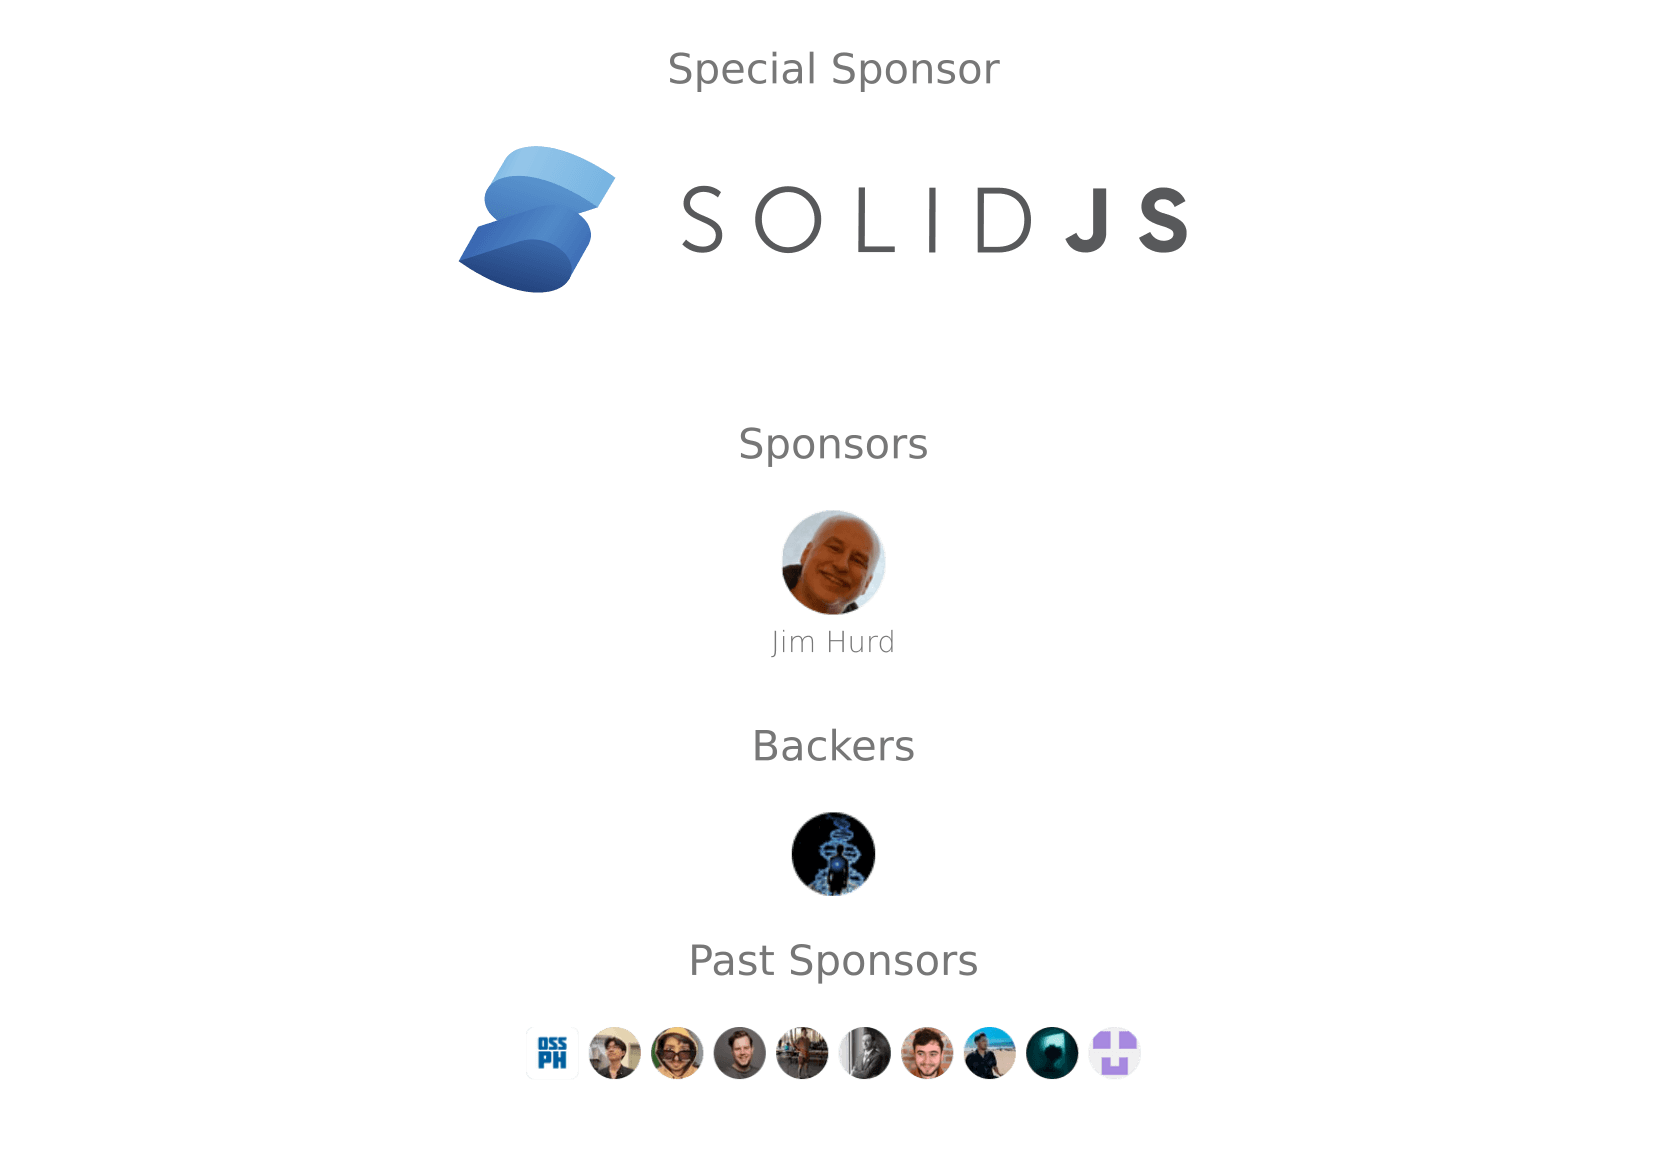 Special Sponsor
SOLIDJS
Sponsors
Jim Hurd
Backers
Past Sponsors
OSS
PH